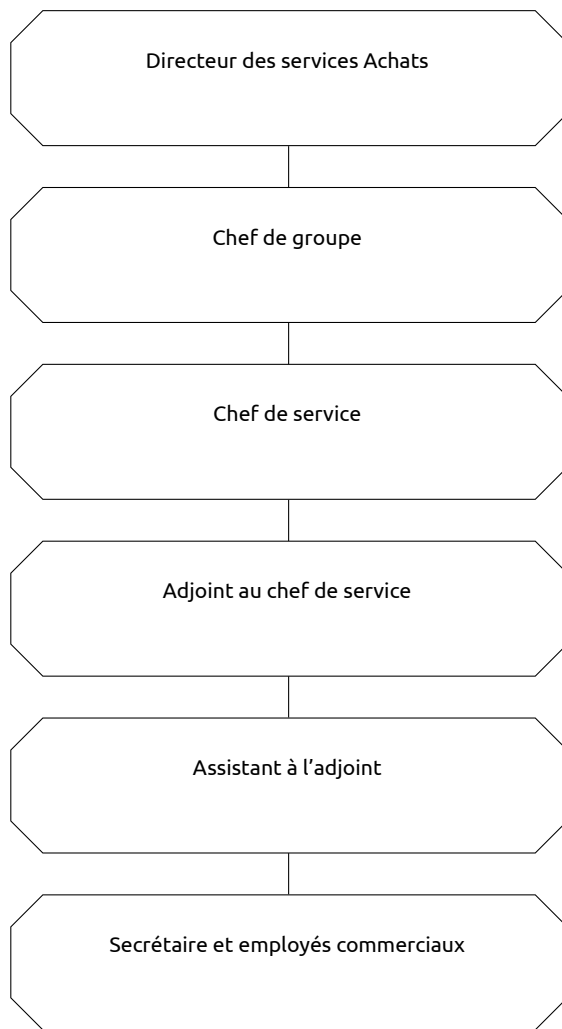 Directeur des services Achats
Chef de groupe
Chef de service
Adjoint au chef de service
Assistant à l’adjoint
Secrétaire et employés commerciaux